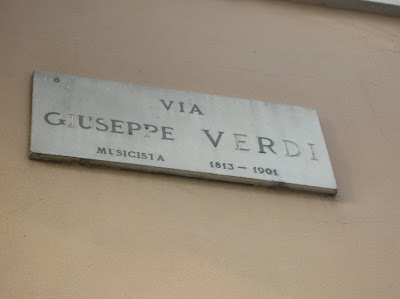 VIA
GIUSEPPE VERDI
MUSICISTA 1813 – 1901